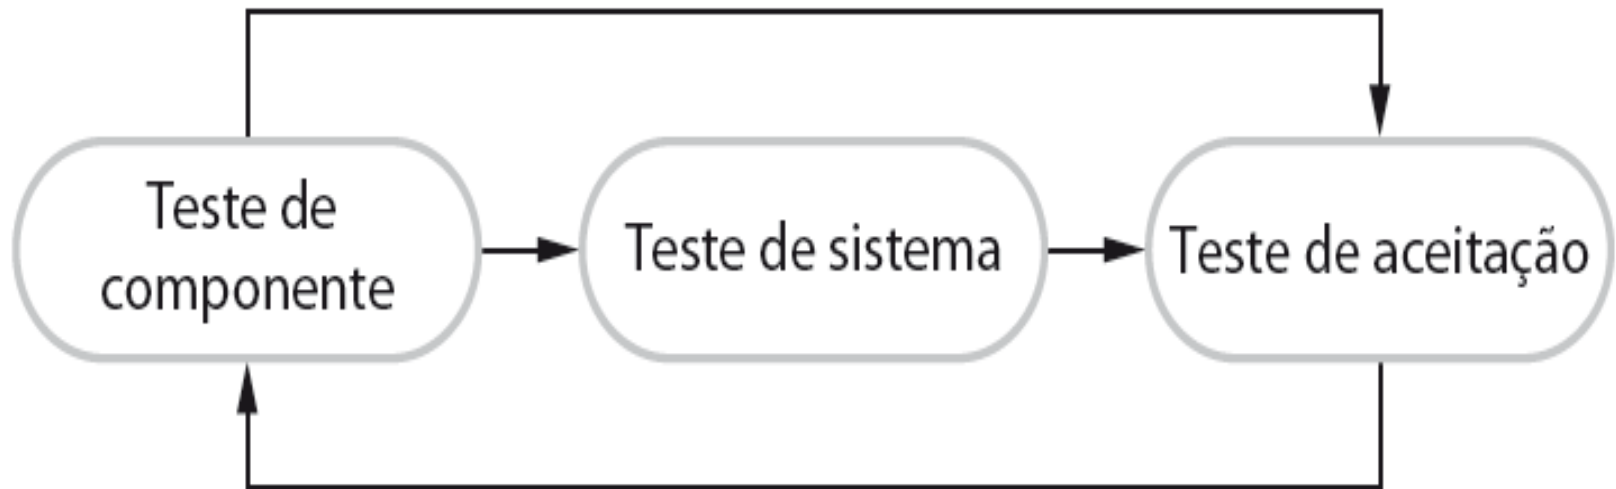 Teste de
componente
Teste de sistema
Teste de aceitação